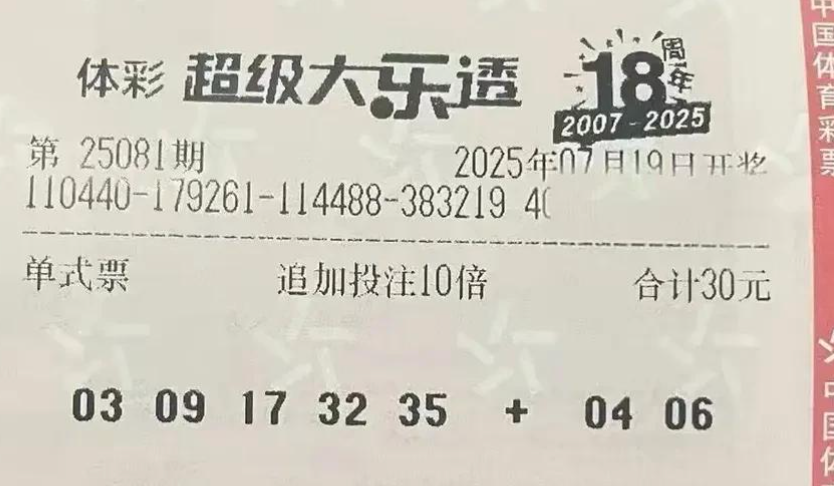 体彩 超级大乐透
18周年
2007-2025
第 25081期
2025年07月19日开奖
110440-179261-114488-383219 40
单式票 追加投注10倍 合计30元
03 09 17 32 35 + 04 06
中国体育彩票
中国体